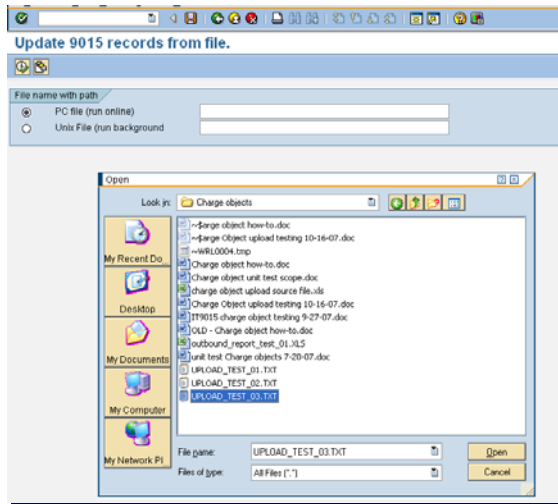 Update 9015 records from file.
File name with path
PC file (run online)
Unix File (run background
Open
Look in: Charge objects
~$arge object how-to.doc
~$arge Object upload testing 10-16-07.doc
~WRL0004.tmp
Charge object how-to.doc
Charge object unit test scope.doc
charge object upload source file.xls
Charge Object upload testing 10-16-07.doc
IT9015 charge object testing 9-27-07.doc
OLD - Charge object how-to.doc
outbound_report_test_01.XLS
unit test Charge objects 7-20-07.doc
UPLOAD_TEST_01.TXT
UPLOAD_TEST_02.TXT
UPLOAD_TEST_03.TXT
My Recent Do
Desktop
My Documents
My Computer
My Network Pl
File name: UPLOAD_TEST_03.TXT Open
Files of type: All Files (*.*) Cancel